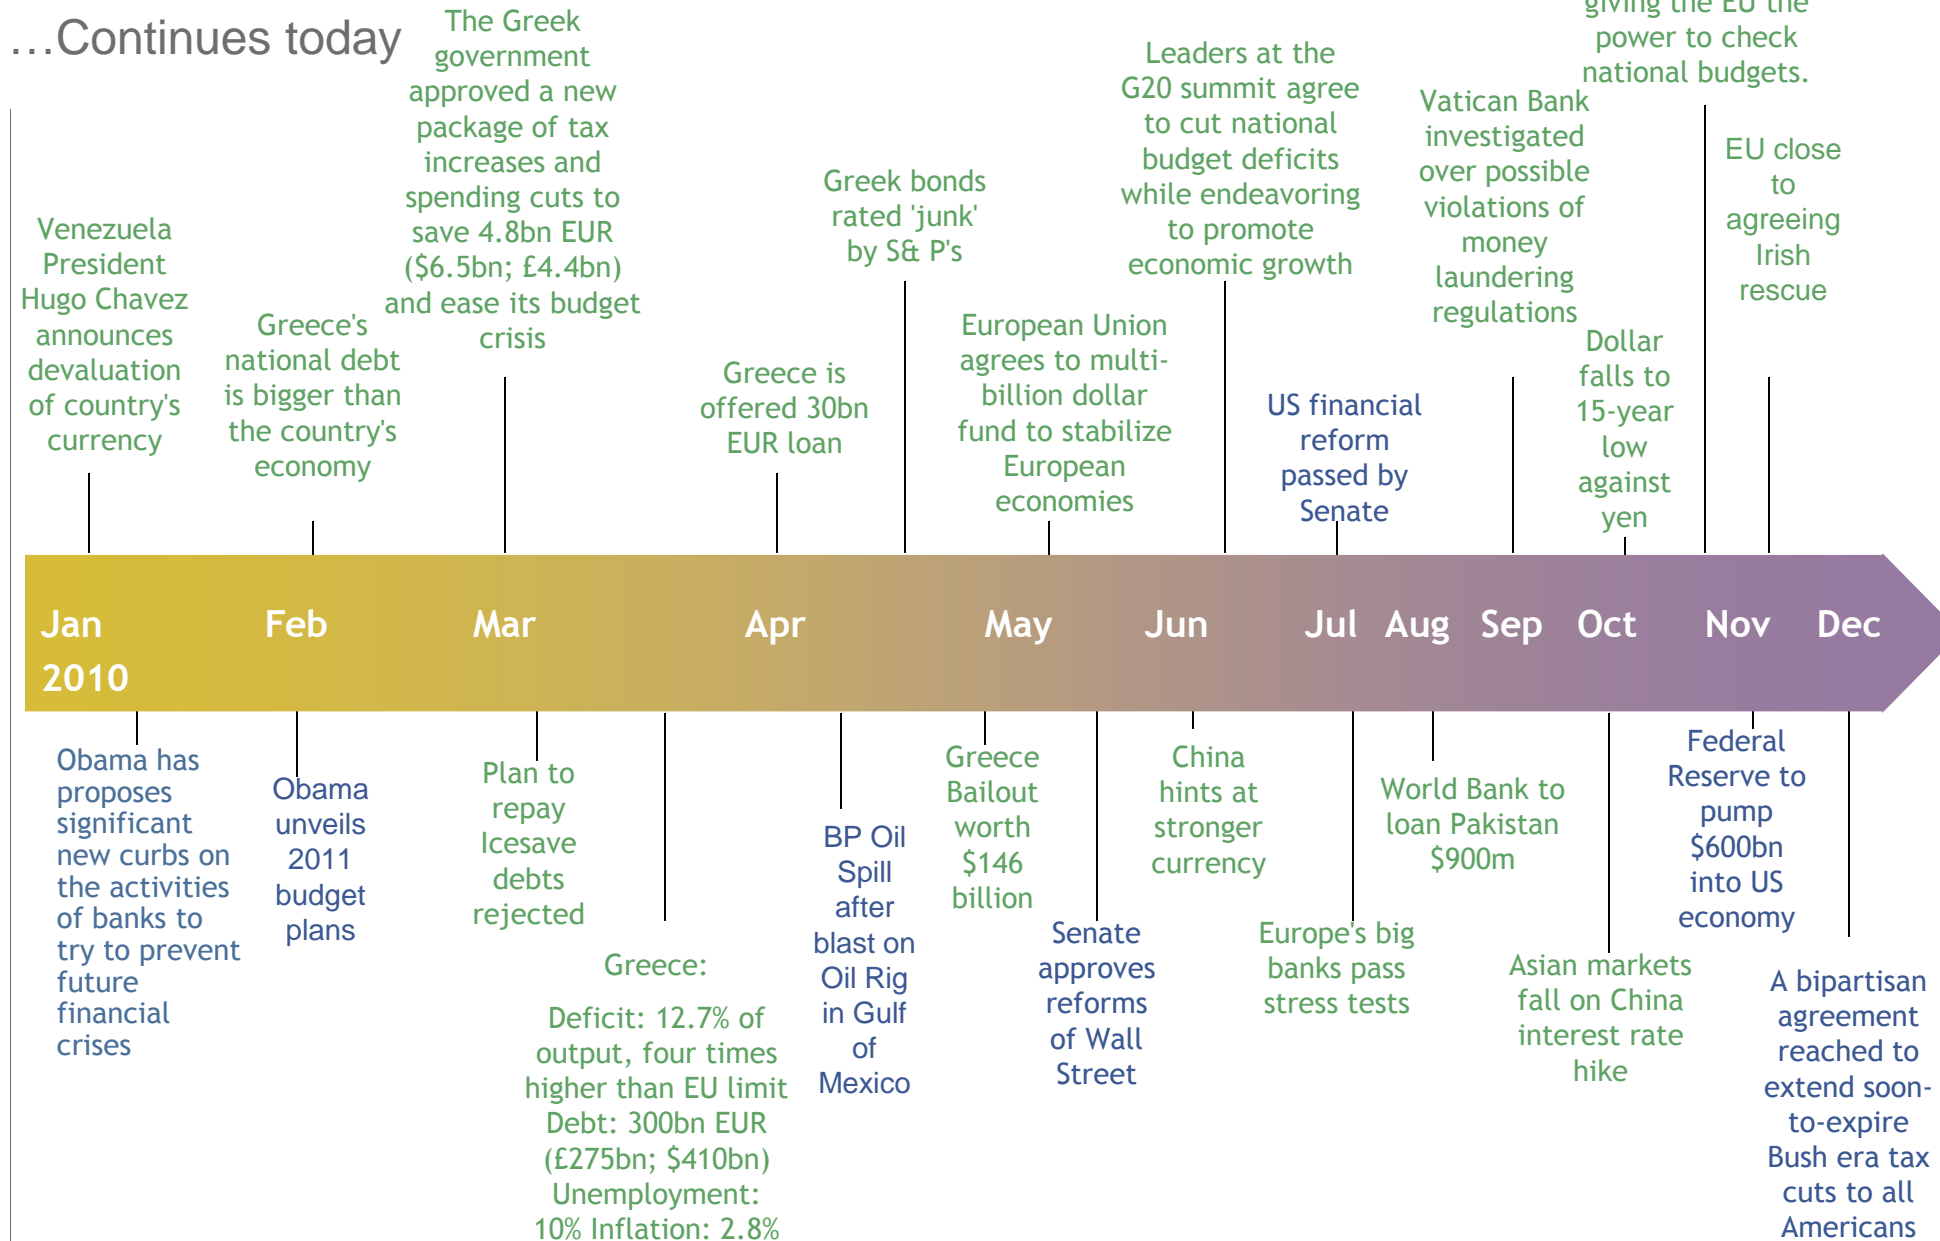 …Continues today
The Greek
government
approved a new
package of tax
increases and
spending cuts to
save 4.8bn EUR
($6.5bn; £4.4bn)
and ease its budget
crisis
giving the EU the
power to check
national budgets.
Leaders at the
G20 summit agree
to cut national
budget deficits
while endeavoring
to promote
economic growth
Vatican Bank
investigated
over possible
violations of
money
laundering
regulations
EU close
to
agreeing
Irish
rescue
Greek bonds
rated 'junk'
by S& P's
Venezuela
President
Hugo Chavez
announces
devaluation
of country's
currency
Greece's
national debt
is bigger than
the country's
economy
Greece is
offered 30bn
EUR loan
European Union
agrees to multi-
billion dollar
fund to stabilize
European
economies
US financial
reform
passed by
Senate
Dollar
falls to
15-year
low
against
yen
Jan Feb Mar Apr May Jun Jul Aug Sep Oct Nov Dec
2010
Obama has
proposes
significant
new curbs on
the activities
of banks to
try to prevent
future
financial
crises
Obama
unveils
2011
budget
plans
Plan to
repay
Icesave
debts
rejected
Greece:
Deficit: 12.7% of
output, four times
higher than EU limit
Debt: 300bn EUR
(£275bn; $410bn)
Unemployment:
10% Inflation: 2.8%
BP Oil
Spill
after
blast on
Oil Rig
in Gulf
of
Mexico
Greece
Bailout
worth
$146
billion
Senate
approves
reforms
of Wall
Street
China
hints at
stronger
currency
Europe's big
banks pass
stress tests
World Bank to
loan Pakistan
$900m
Asian markets
fall on China
interest rate
hike
Federal
Reserve to
pump
$600bn
into US
economy
A bipartisan
agreement
reached to
extend soon-
to-expire
Bush era tax
cuts to all
Americans